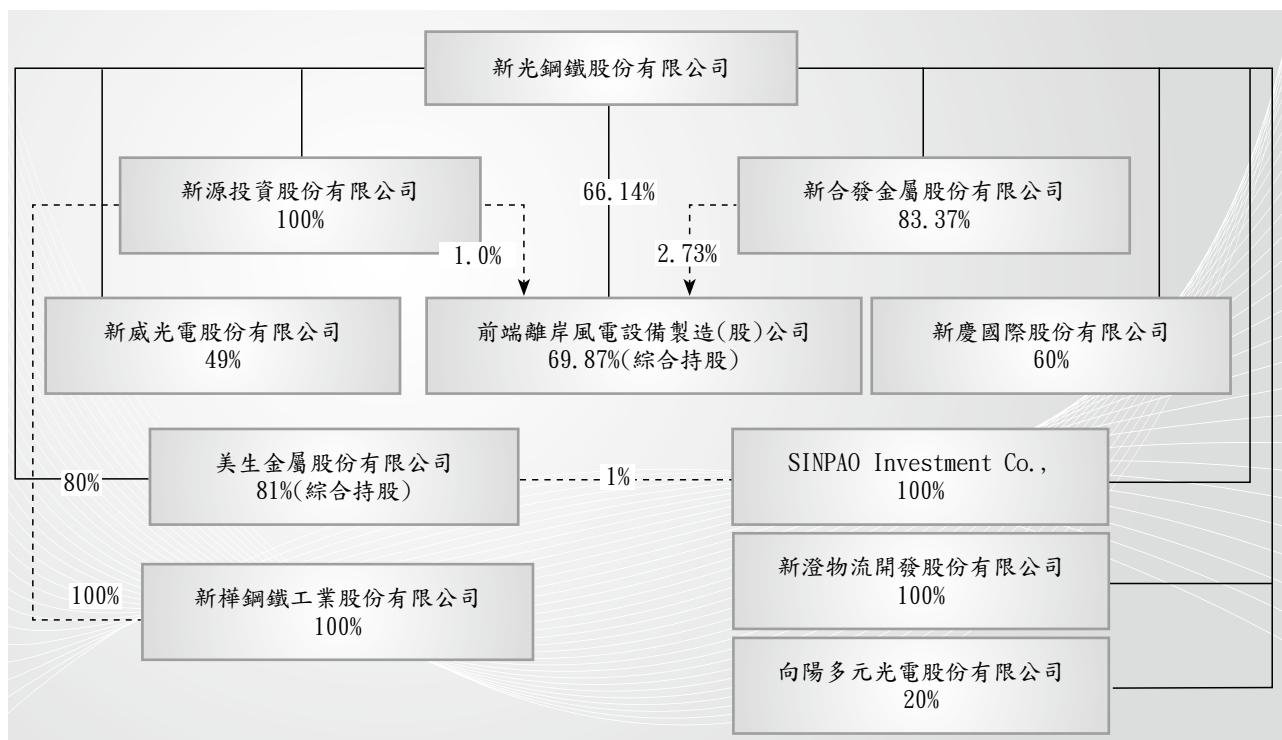 新光鋼鐵股份有限公司
新源投資股份有限公司
100%
66.14%
新合發金屬股份有限公司
83.37%
1.0%
2.73%
新威光電股份有限公司
49%
前端離岸風電設備製造(股)公司
69.87%(綜合持股)
新慶國際股份有限公司
60%
80%
美生金屬股份有限公司
81%(綜合持股)
1%
SINPAO Investment Co.,
100%
新澄物流開發股份有限公司
100%
100%
新樺鋼鐵工業股份有限公司
100%
向陽多元光電股份有限公司
20%